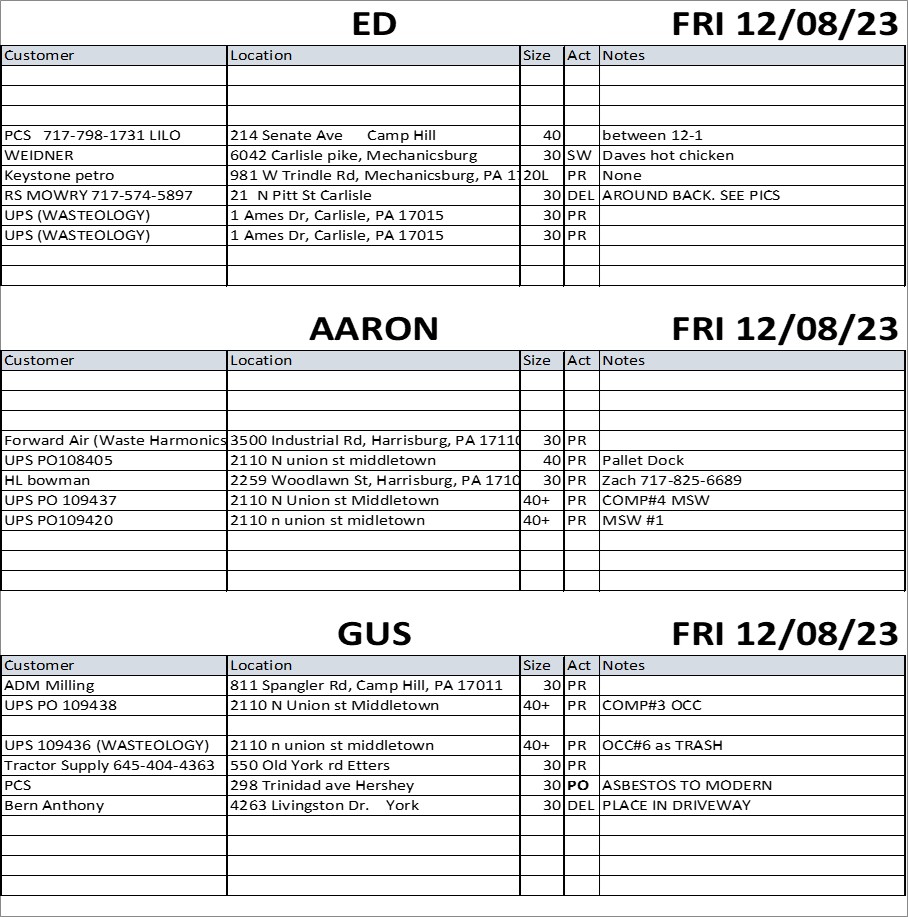 ED FRI 12/08/23
Customer Location Size Act Notes
PCS 717-798-1731 LILO 214 Senate Ave Camp Hill 40 between 12-1
WEIDNER 6042 Carlisle pike, Mechanicsburg 30 SW Daves hot chicken
Keystone petro 981 W Trindle Rd, Mechanicsburg, PA 17 20L PR None
RS MOWRY 717-574-5897 21 N Pitt St Carlisle 30 DEL AROUND BACK. SEE PICS
UPS (WASTEOLOGY) 1 Ames Dr, Carlisle, PA 17015 30 PR
UPS (WASTEOLOGY) 1 Ames Dr, Carlisle, PA 17015 30 PR
AARON FRI 12/08/23
Customer Location Size Act Notes
Forward Air (Waste Harmonics 3500 Industrial Rd, Harrisburg, PA 17110 30 PR
UPS PO108405 2110 N union st middletown 40 PR Pallet Dock
HL bowman 2259 Woodlawn St, Harrisburg, PA 1710 30 PR Zach 717-825-6689
UPS PO 109437 2110 N Union st Middletown 40+ PR COMP#4 MSW
UPS PO109420 2110 n union st midletown 40+ PR MSW #1
GUS FRI 12/08/23
Customer Location Size Act Notes
ADM Milling 811 Spangler Rd, Camp Hill, PA 17011 30 PR
UPS PO 109438 2110 N Union st Middletown 40+ PR COMP#3 OCC
UPS 109436 (WASTEOLOGY) 2110 n union st middletown 40+ PR OCC#6 as TRASH
Tractor Supply 645-404-4363 550 Old York rd Etters 30 PR
PCS 298 Trinidad ave Hershey 30 PO ASBESTOS TO MODERN
Bern Anthony 4263 Livingston Dr. York 30 DEL PLACE IN DRIVEWAY